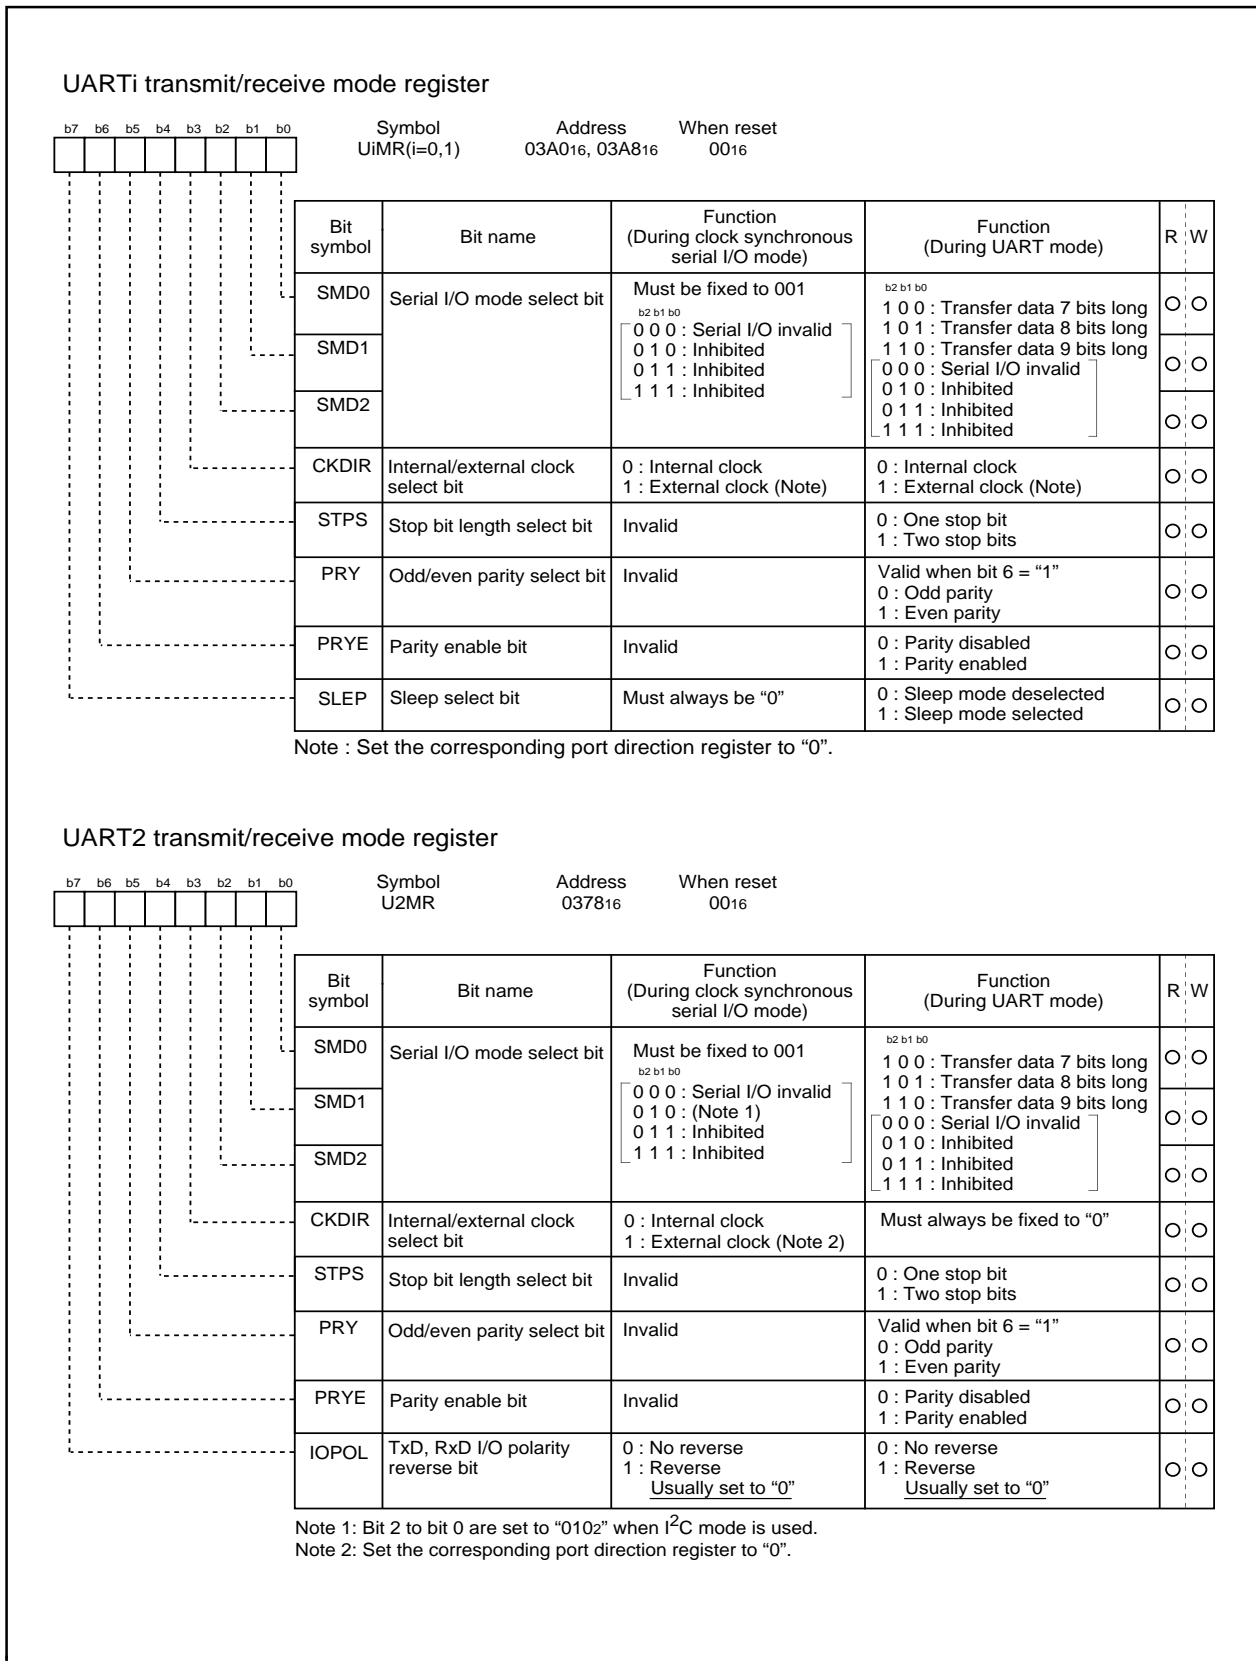 UARTi transmit/receive mode register
b7 b6 b5 b4 b3 b2 b1 b0
Symbol Address When reset
UiMR(i=0,1) 03A016, 03A816 0016
Bit symbol Bit name Function (During clock synchronous serial I/O mode) Function (During UART mode) R W
SMD0 Serial I/O mode select bit
SMD1
SMD2
Must be fixed to 001
b2 b1 b0
0 0 0 : Serial I/O invalid
0 1 0 : Inhibited
0 1 1 : Inhibited
1 1 1 : Inhibited
b2 b1 b0
1 0 0 : Transfer data 7 bits long
1 0 1 : Transfer data 8 bits long
1 1 0 : Transfer data 9 bits long
0 0 0 : Serial I/O invalid
0 1 0 : Inhibited
0 1 1 : Inhibited
1 1 1 : Inhibited
CKDIR Internal/external clock select bit
0 : Internal clock
1 : External clock (Note)
0 : Internal clock
1 : External clock (Note)
STPS Stop bit length select bit Invalid
0 : One stop bit
1 : Two stop bits
PRY Odd/even parity select bit Invalid
Valid when bit 6 = “1”
0 : Odd parity
1 : Even parity
PRYE Parity enable bit Invalid
0 : Parity disabled
1 : Parity enabled
SLEP Sleep select bit Must always be “0”
0 : Sleep mode deselected
1 : Sleep mode selected
Note : Set the corresponding port direction register to “0”.
UART2 transmit/receive mode register
b7 b6 b5 b4 b3 b2 b1 b0
Symbol Address When reset
U2MR 037816 0016
Bit symbol Bit name Function (During clock synchronous serial I/O mode) Function (During UART mode) R W
SMD0 Serial I/O mode select bit
SMD1
SMD2
Must be fixed to 001
b2 b1 b0
0 0 0 : Serial I/O invalid
0 1 0 : (Note 1)
0 1 1 : Inhibited
1 1 1 : Inhibited
b2 b1 b0
1 0 0 : Transfer data 7 bits long
1 0 1 : Transfer data 8 bits long
1 1 0 : Transfer data 9 bits long
0 0 0 : Serial I/O invalid
0 1 0 : Inhibited
0 1 1 : Inhibited
1 1 1 : Inhibited
CKDIR Internal/external clock select bit
0 : Internal clock
1 : External clock (Note 2)
Must always be fixed to “0”
STPS Stop bit length select bit Invalid
0 : One stop bit
1 : Two stop bits
PRY Odd/even parity select bit Invalid
Valid when bit 6 = “1”
0 : Odd parity
1 : Even parity
PRYE Parity enable bit Invalid
0 : Parity disabled
1 : Parity enabled
IOPOL TxD, RxD I/O polarity reverse bit
0 : No reverse
1 : Reverse
Usually set to “0”
0 : No reverse
1 : Reverse
Usually set to “0”
Note 1: Bit 2 to bit 0 are set to “0102” when I2C mode is used.
Note 2: Set the corresponding port direction register to “0”.